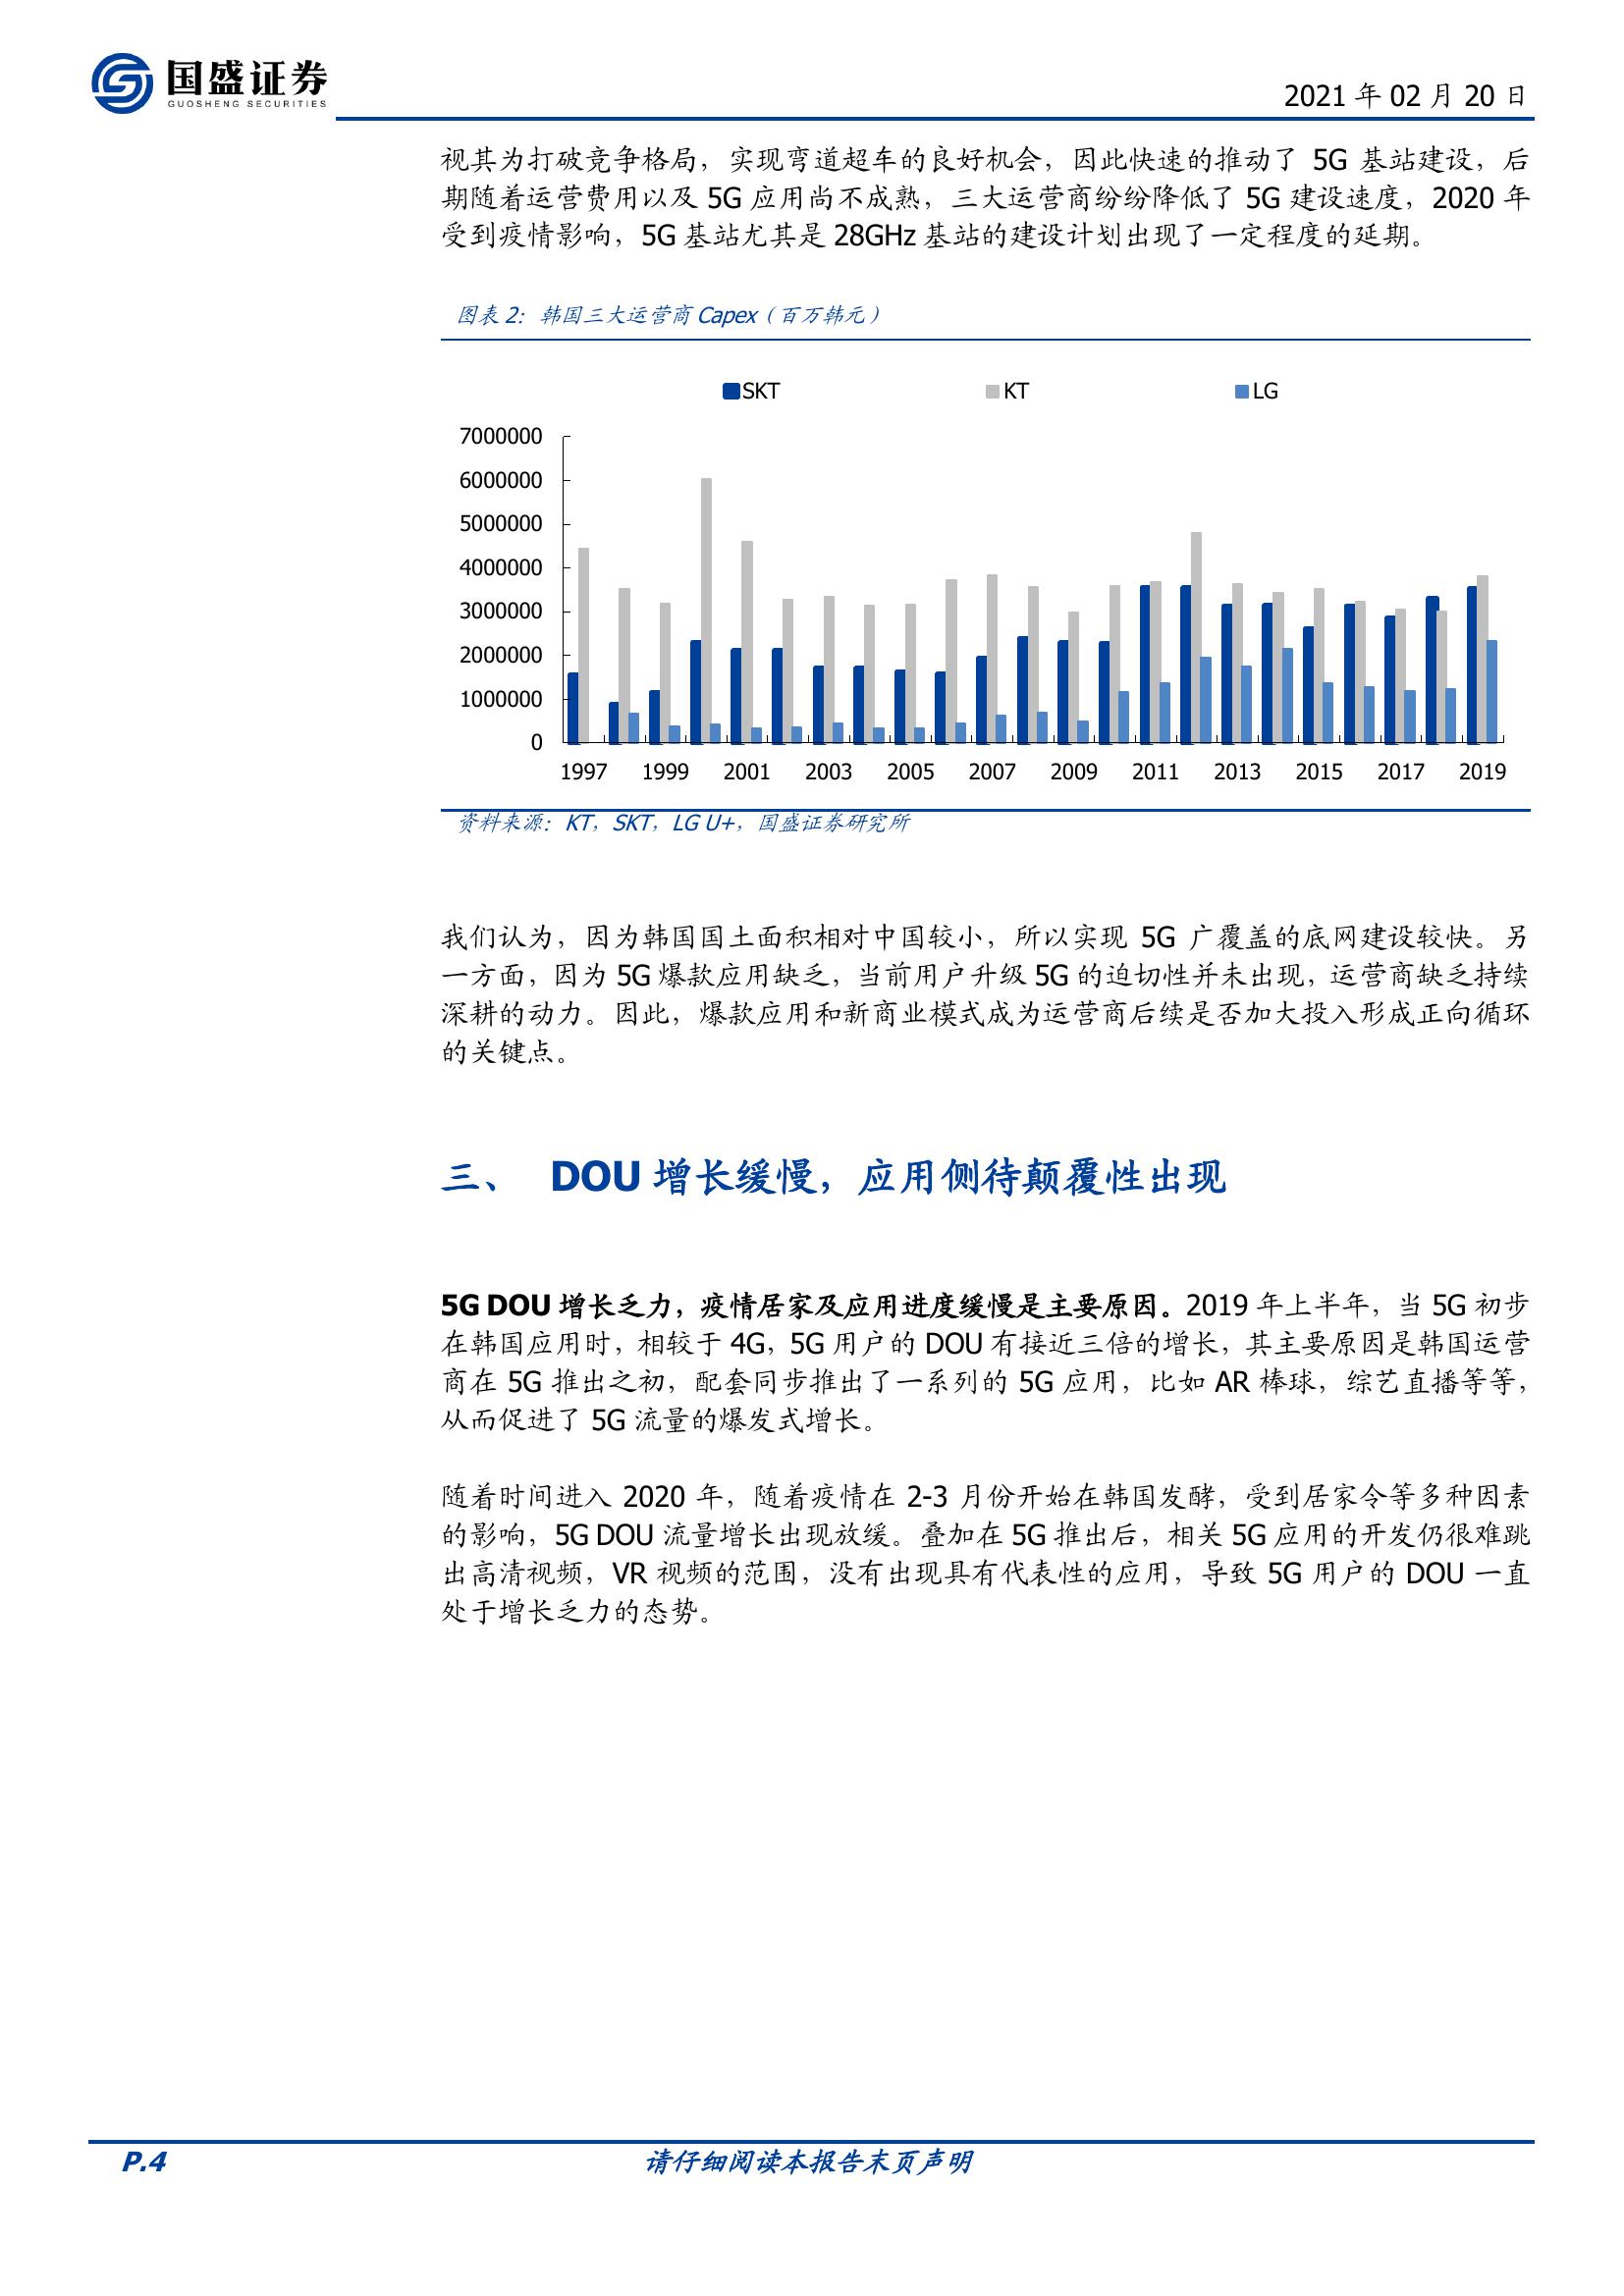 国盛证券
GUOSHENG SECURITIES
2021 年 02 月 20 日
视其为打破竞争格局，实现弯道超车的良好机会，因此快速的推动了 5G 基站建设，后
期随着运营费用以及 5G 应用尚不成熟，三大运营商纷纷降低了 5G 建设速度，2020 年
受到疫情影响，5G 基站尤其是 28GHz 基站的建设计划出现了一定程度的延期。
图表 2：韩国三大运营商 Capex（百万韩元）
SKT KT LG
7000000
6000000
5000000
4000000
3000000
2000000
1000000
0
1997 1999 2001 2003 2005 2007 2009 2011 2013 2015 2017 2019
资料来源：KT，SKT，LG U+，国盛证券研究所
我们认为，因为韩国国土面积相对中国较小，所以实现 5G 广覆盖的底网建设较快。另
一方面，因为 5G 爆款应用缺乏，当前用户升级 5G 的迫切性并未出现，运营商缺乏持续
深耕的动力。因此，爆款应用和新商业模式成为运营商后续是否加大投入形成正向循环
的关键点。
三、 DOU 增长缓慢，应用侧待颠覆性出现
5G DOU 增长乏力，疫情居家及应用进度缓慢是主要原因。2019 年上半年，当 5G 初步
在韩国应用时，相较于 4G，5G 用户的 DOU 有接近三倍的增长，其主要原因是韩国运营
商在 5G 推出之初，配套同步推出了一系列的 5G 应用，比如 AR 棒球，综艺直播等等，
从而促进了 5G 流量的爆发式增长。
随着时间进入 2020 年，随着疫情在 2-3 月份开始在韩国发酵，受到居家令等多种因素
的影响，5G DOU 流量增长出现放缓。叠加在 5G 推出后，相关 5G 应用的开发仍很难跳
出高清视频，VR 视频的范围，没有出现具有代表性的应用，导致 5G 用户的 DOU 一直
处于增长乏力的态势。
P.4
请仔细阅读本报告末页声明